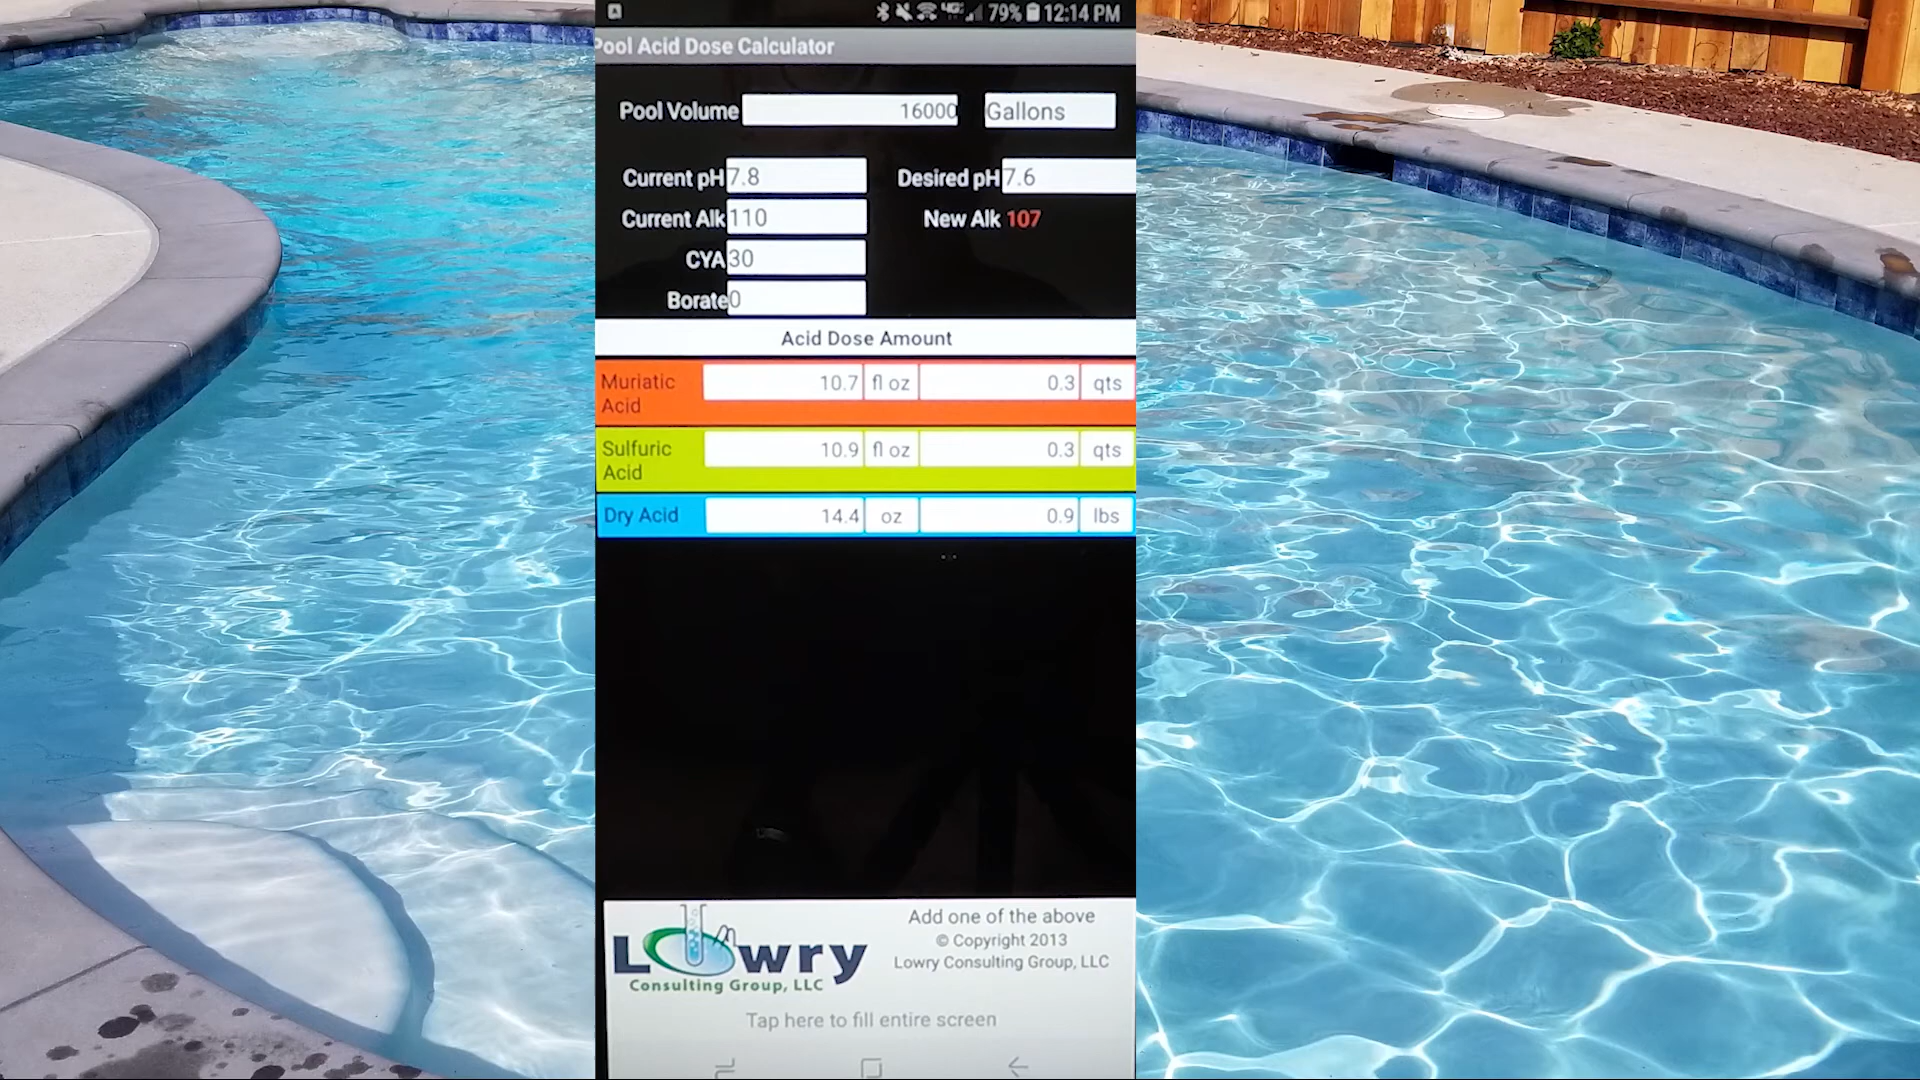 79% 12:14 PM
Pool Acid Dose Calculator
Pool Volume 16000 Gallons
Current pH 7.8 Desired pH 7.6
Current Alk 110 New Alk 107
CYA 30
Borate 0
Acid Dose Amount
Muriatic Acid 10.7 fl oz 0.3 qts
Sulfuric Acid 10.9 fl oz 0.3 qts
Dry Acid 14.4 oz 0.9 lbs
Lowry
Consulting Group, LLC
Add one of the above
© Copyright 2013
Lowry Consulting Group, LLC
Tap here to fill entire screen